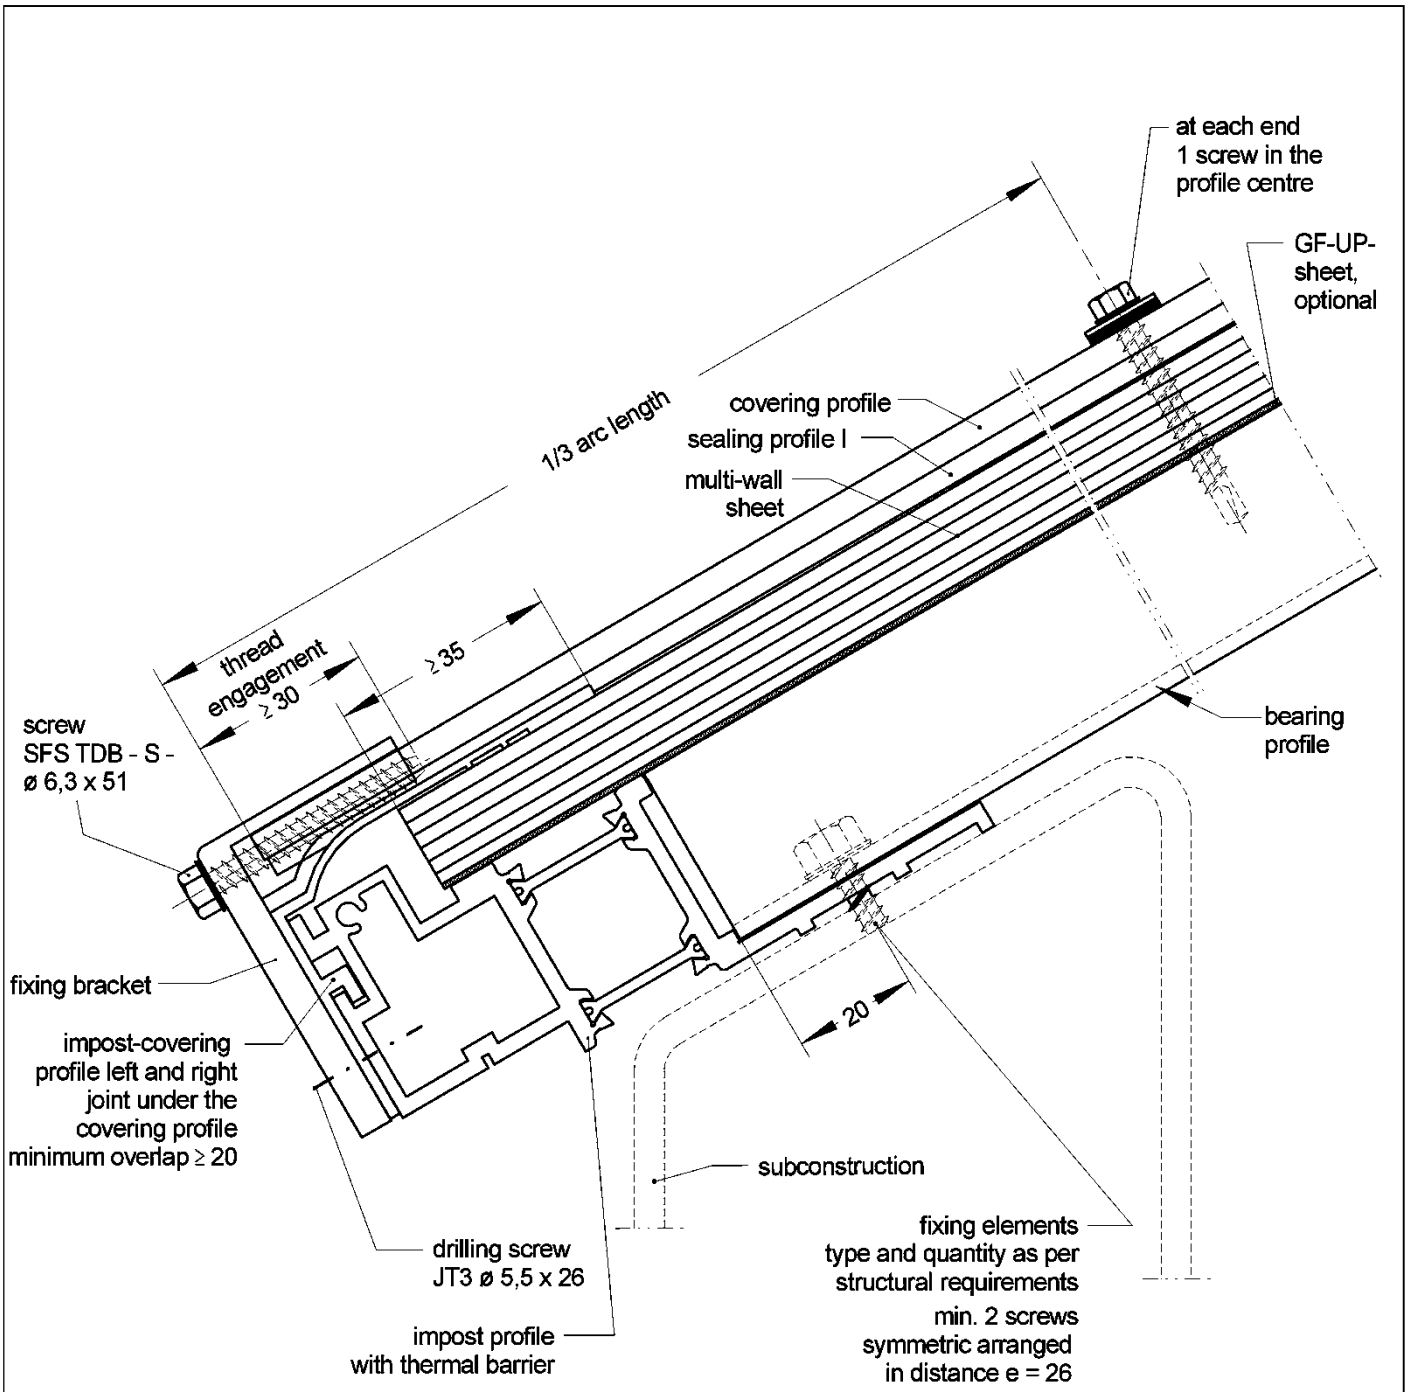 at each end
1 screw in the
profile centre
GF-UP-
sheet,
optional
1/3 arc length
covering profile
sealing profile I
multi-wall
sheet
thread
engagement
≥ 30
≥ 35
screw
SFS TDB - S -
ø 6,3 x 51
bearing
profile
fixing bracket
20
impost-covering
profile left and right
joint under the
covering profile
minimum overlap ≥ 20
subconstruction
drilling screw
JT3 ø 5,5 x 26
impost profile
with thermal barrier
fixing elements
type and quantity as per
structural requirements
min. 2 screws
symmetric arranged
in distance e = 26